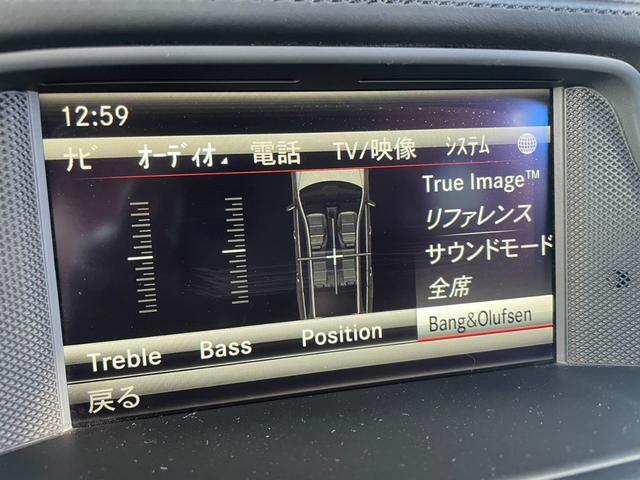 12:59
ナビ オーディオ 電話 TV/映像 システム
True Image™
リファレンス
サウンドモード
全席
Treble Bass Position Bang&Olufsen
戻る